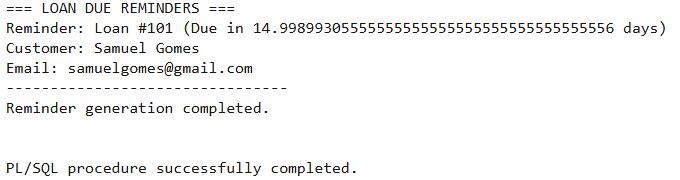 === LOAN DUE REMINDERS ===
Reminder: Loan #101 (Due in 14.9989930555555555555555555555555555556 days)
Customer: Samuel Gomes
Email: samuelgomes@gmail.com
--------------------------------
Reminder generation completed.
PL/SQL procedure successfully completed.